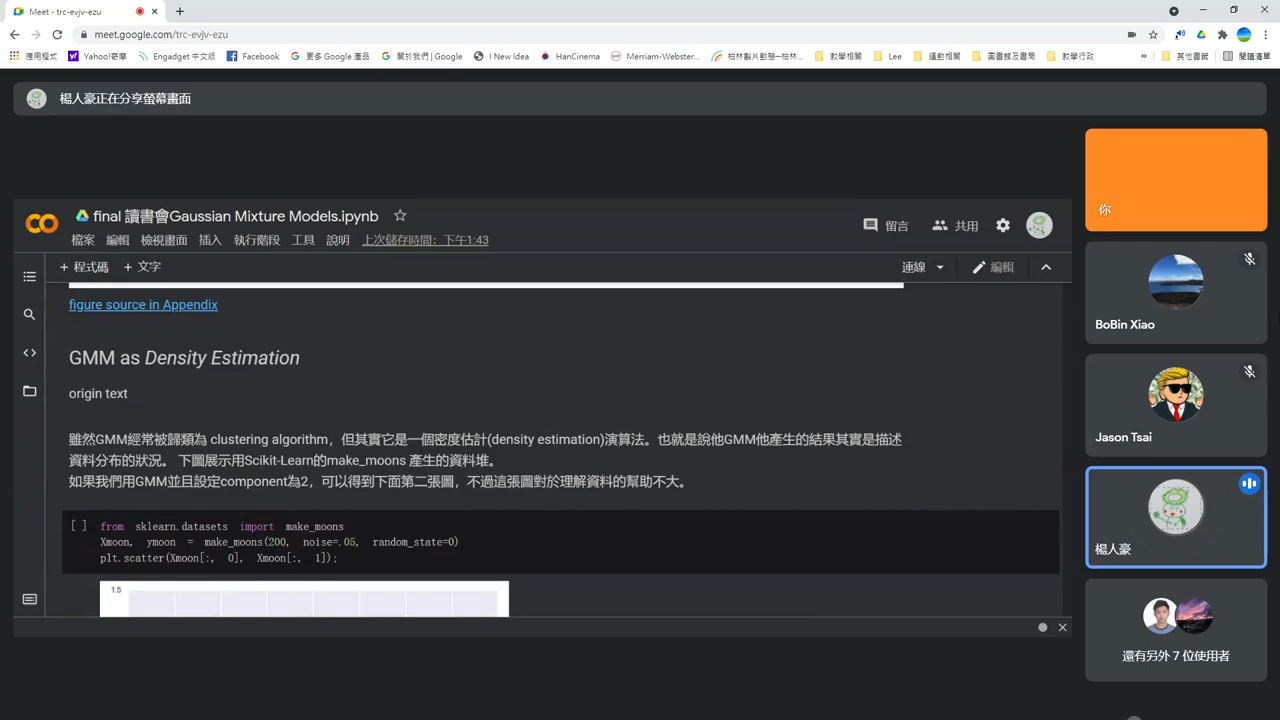 Meet - trc-evjv-ezu
meet.google.com/trc-evjv-ezu
應用程式 Yahoo!奇摩 Engadget 中文版 Facebook 更多 Google 產品 關於我們 | Google I New Idea HanCinema Merriam-Webster... 柏林製片動態—柏林... 教學相關 Lee 運動相關 圖書館及書局 教學行政 » 其他書籤 閱讀清單
楊人豪正在分享螢幕畫面
final 讀書會Gaussian Mixture Models.ipynb
留言 共用
檔案 編輯 檢視畫面 插入 執行階段 工具 說明 上次儲存時間：下午1:43
+ 程式碼 + 文字 連線 編輯
figure source in Appendix
GMM as Density Estimation
origin text
雖然GMM經常被歸類為 clustering algorithm，但其實它是一個密度估計(density estimation)演算法。也就是說他GMM他產生的結果其實是描述
資料分布的狀況。 下圖展示用Scikit-Learn的make_moons 產生的資料堆。
如果我們用GMM並且設定component為2，可以得到下面第二張圖，不過這張圖對於理解資料的幫助不大。
[ ] from sklearn.datasets import make_moons
Xmoon, ymoon = make_moons(200, noise=.05, random_state=0)
plt.scatter(Xmoon[:, 0], Xmoon[:, 1]);
1.5
你
BoBin Xiao
Jason Tsai
楊人豪
還有另外 7 位使用者